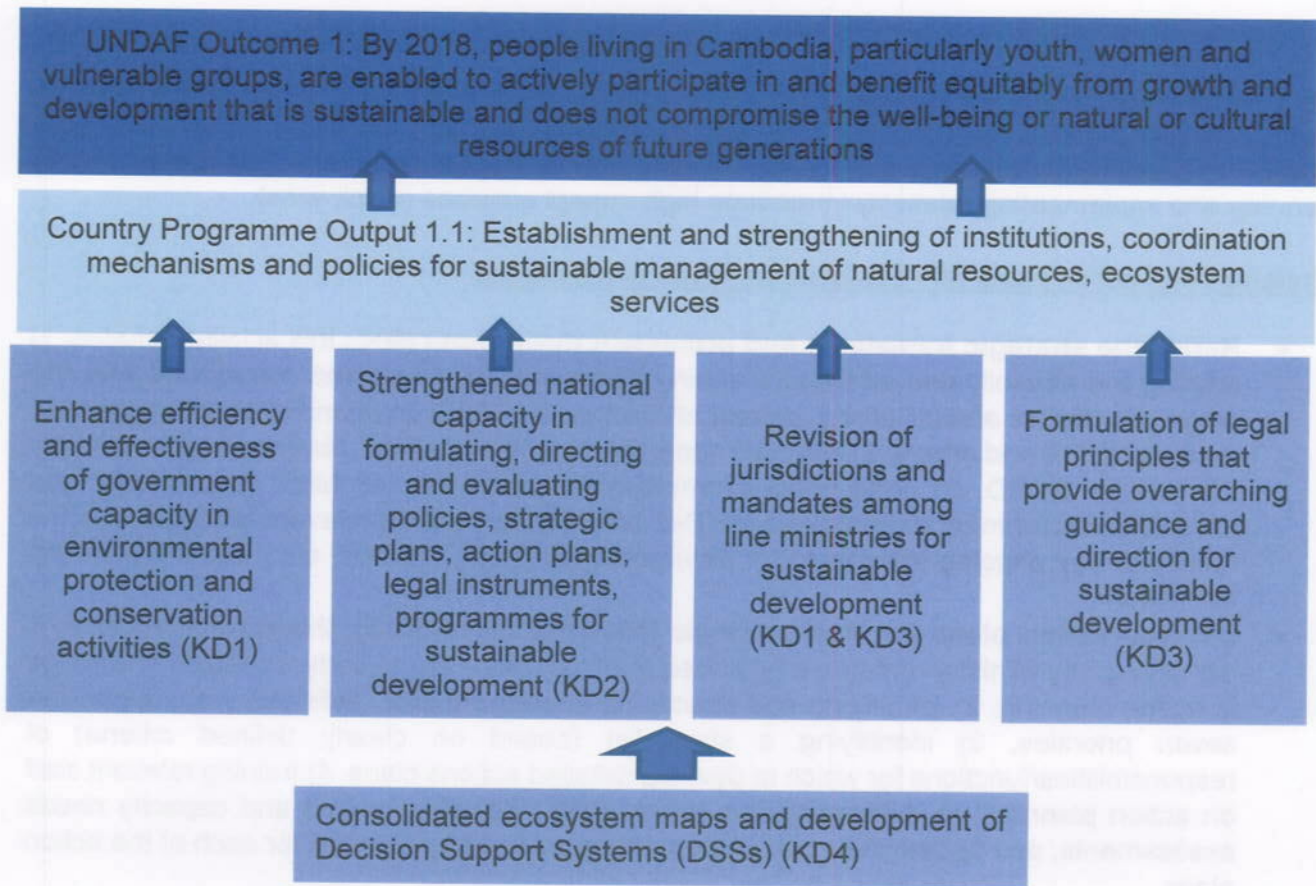 UNDAF Outcome 1: By 2018, people living in Cambodia, particularly youth, women and
vulnerable groups, are enabled to actively participate in and benefit equitably from growth and
development that is sustainable and does not compromise the well-being or natural or cultural
resources of future generations
Country Programme Output 1.1: Establishment and strengthening of institutions, coordination
mechanisms and policies for sustainable management of natural resources, ecosystem
services
Enhance efficiency
and effectiveness
of government
capacity in
environmental
protection and
conservation
activities (KD1)
Strengthened national
capacity in
formulating, directing
and evaluating
policies, strategic
plans, action plans,
legal instruments,
programmes for
sustainable
development (KD2)
Revision of
jurisdictions and
mandates among
line ministries for
sustainable
development
(KD1 & KD3)
Formulation of legal
principles that
provide overarching
guidance and
direction for
sustainable
development
(KD3)
Consolidated ecosystem maps and development of
Decision Support Systems (DSSs) (KD4)